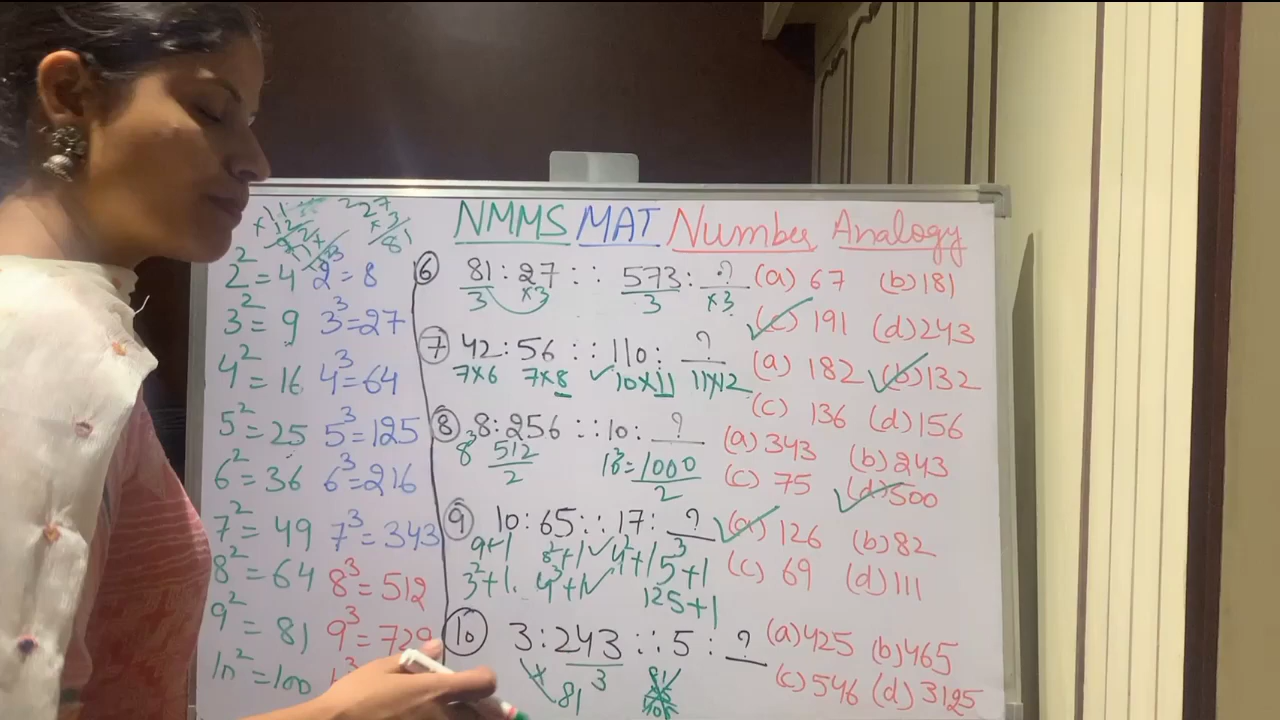 NMMS MAT Number Analogy
2² = 4 2³ = 8
3² = 9 3³ = 27
4² = 16 4³ = 64
5² = 25 5³ = 125
6² = 36 6³ = 216
7² = 49 7³ = 343
8² = 64 8³ = 512
9² = 81 9³ = 729
10² = 100
27
×3
81
⑥ 81 : 27 :: 573 : ? (a) 67 (b) 181
3 ×3 3 ×3
(c) 191 (d) 243
⑦ 42 : 56 :: 110 : ? (a) 182 (b) 132
7×6 7×8 10×11 11×12
(c) 136 (d) 156
⑧ 8 : 256 :: 10 : ? (a) 343 (b) 243
8³ 512/2 10³ = 1000/2
(c) 75 (d) 500
⑨ 10 : 65 :: 17 : ? (a) 126 (b) 82
9+1 8²+1 4²+1 5³+1
3²+1 4³+1 125+1
(c) 69 (d) 111
⑩ 3 : 243 :: 5 : ? (a) 425 (b) 465
× 81 3
(c) 546 (d) 3125